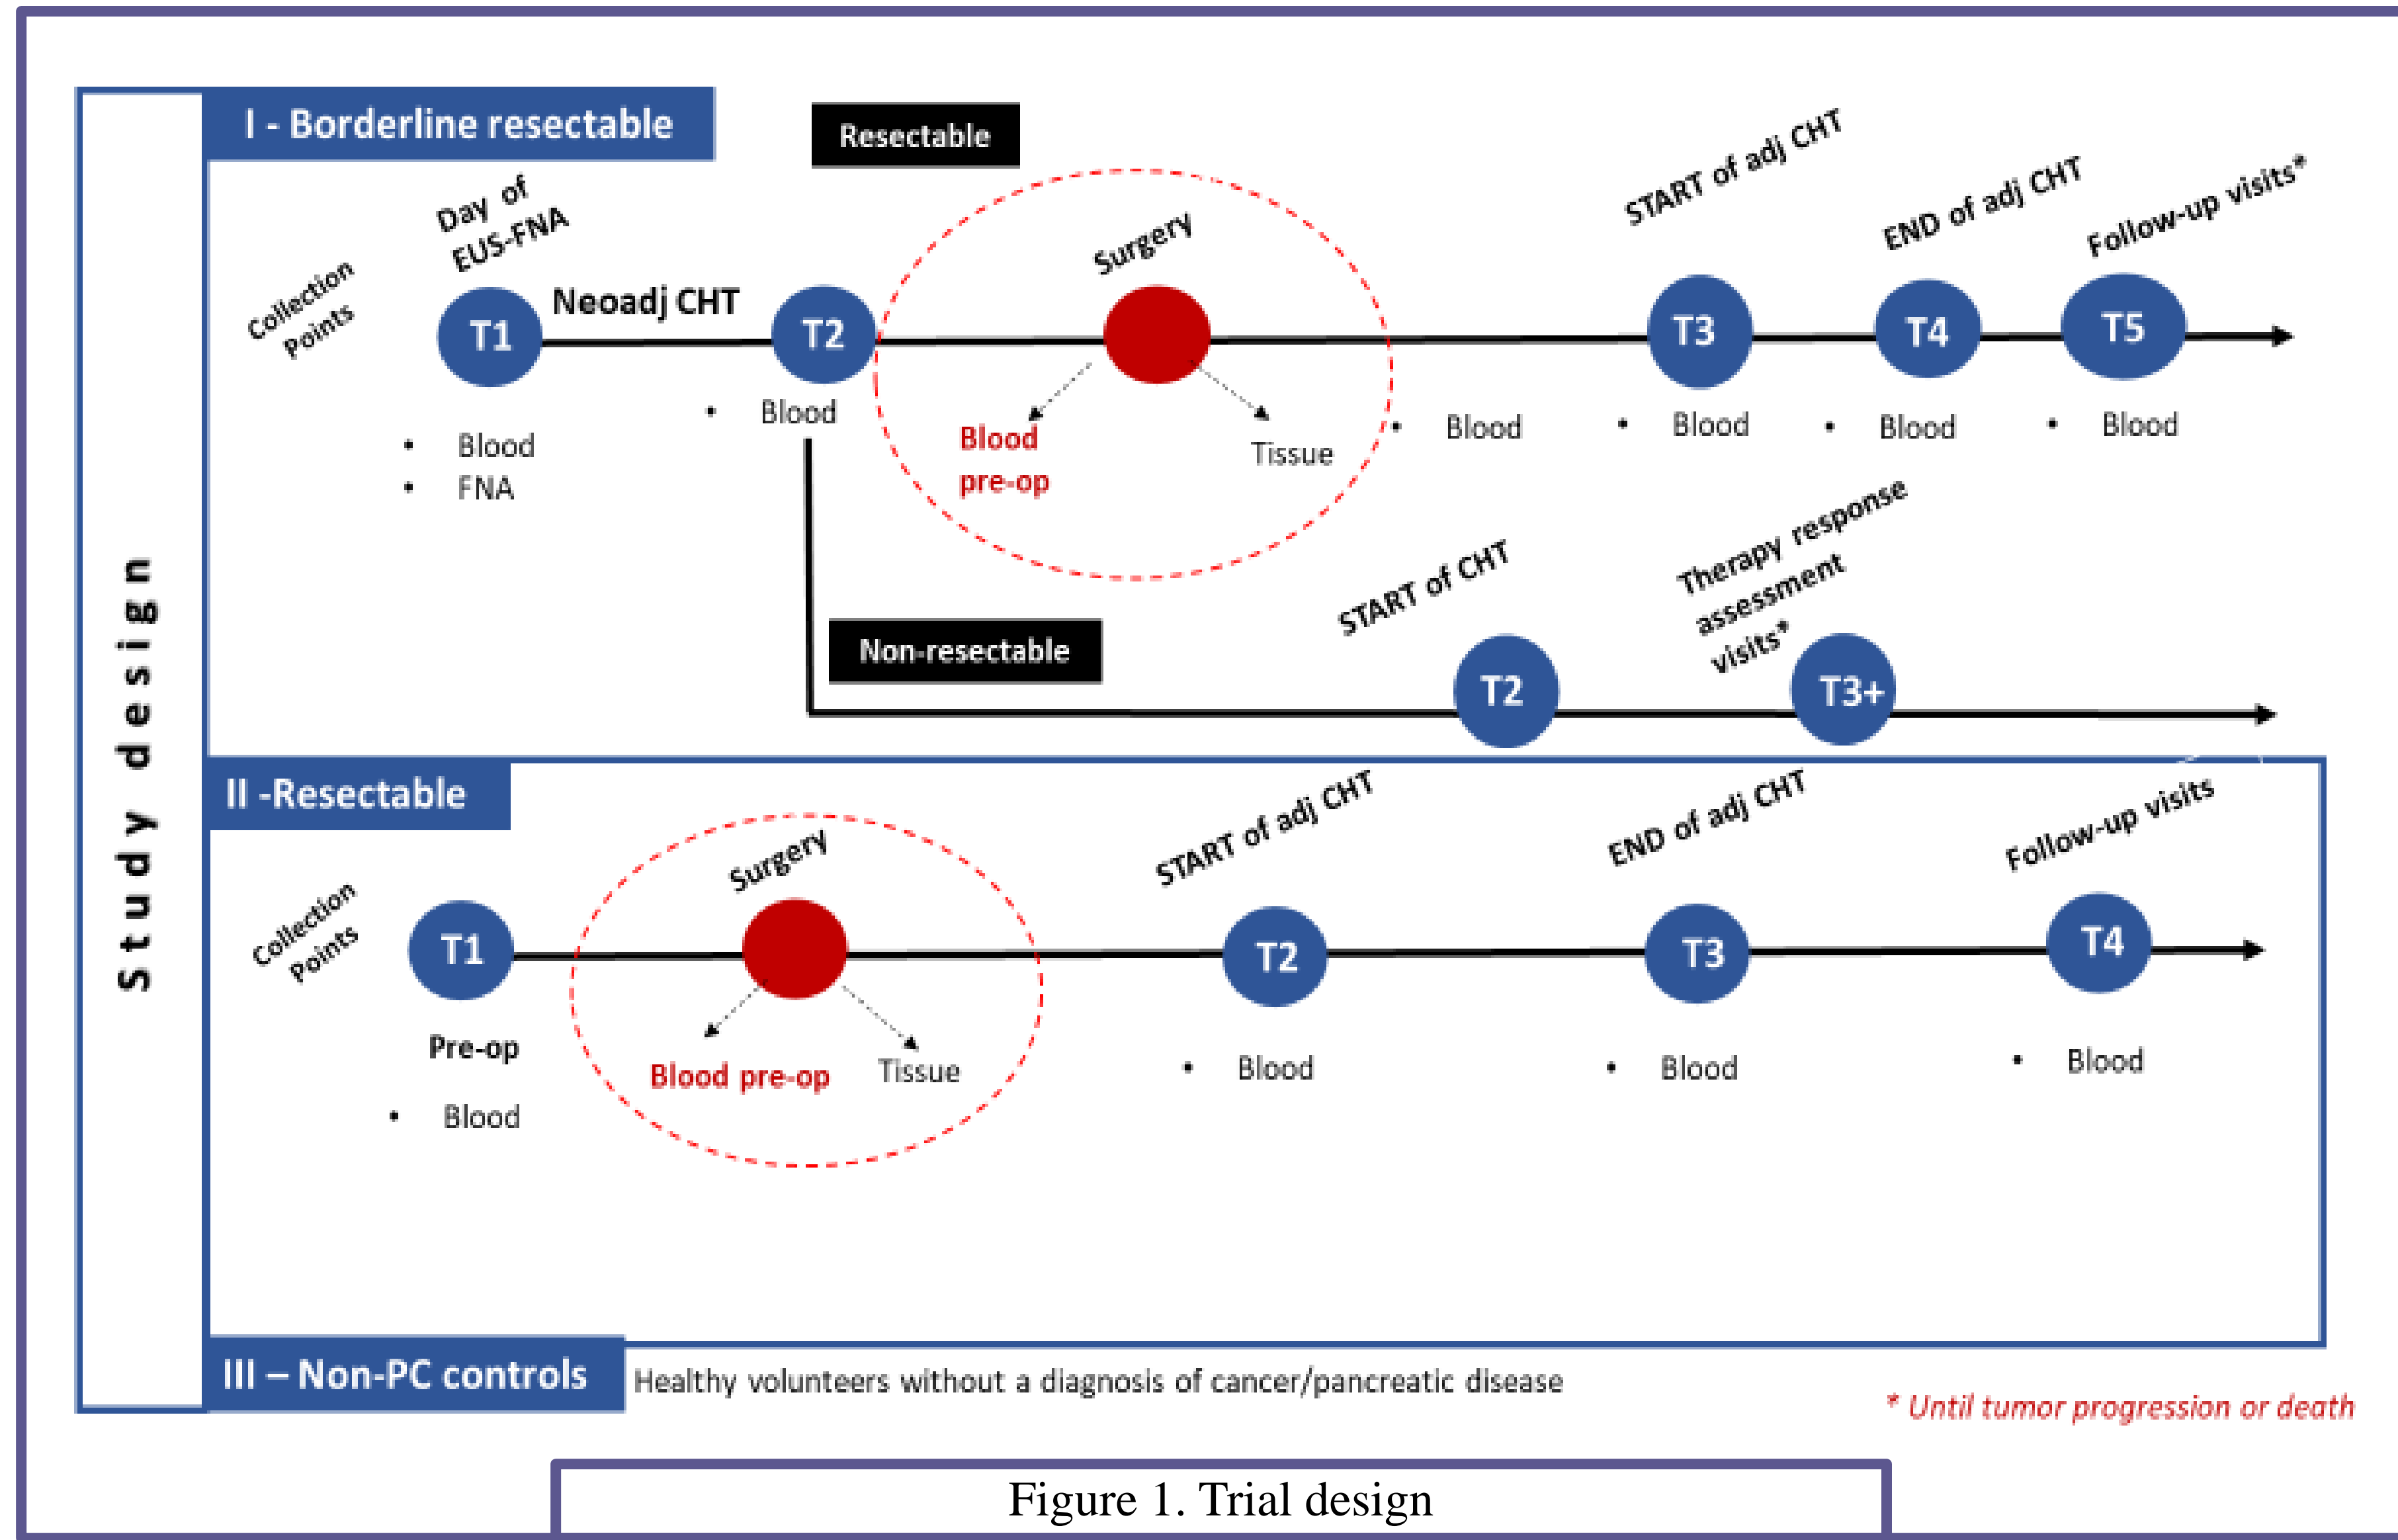 Study design
I - Borderline resectable
Resectable
Collection
Points
Day of
EUS-FNA
Neoadj CHT
Surgery
START of adj CHT
END of adj CHT
Follow-up visits*
T1
T2
T3
T4
T5
• Blood
• FNA
• Blood
Blood
pre-op
Tissue
• Blood
• Blood
• Blood
• Blood
Non-resectable
START of CHT
Therapy response
assessment
visits*
T2
T3+
II -Resectable
Collection
Points
Surgery
START of adj CHT
END of adj CHT
Follow-up visits
T1
T2
T3
T4
Pre-op
• Blood
Blood pre-op
Tissue
• Blood
• Blood
• Blood
III – Non-PC controls
Healthy volunteers without a diagnosis of cancer/pancreatic disease
* Until tumor progression or death
Figure 1. Trial design